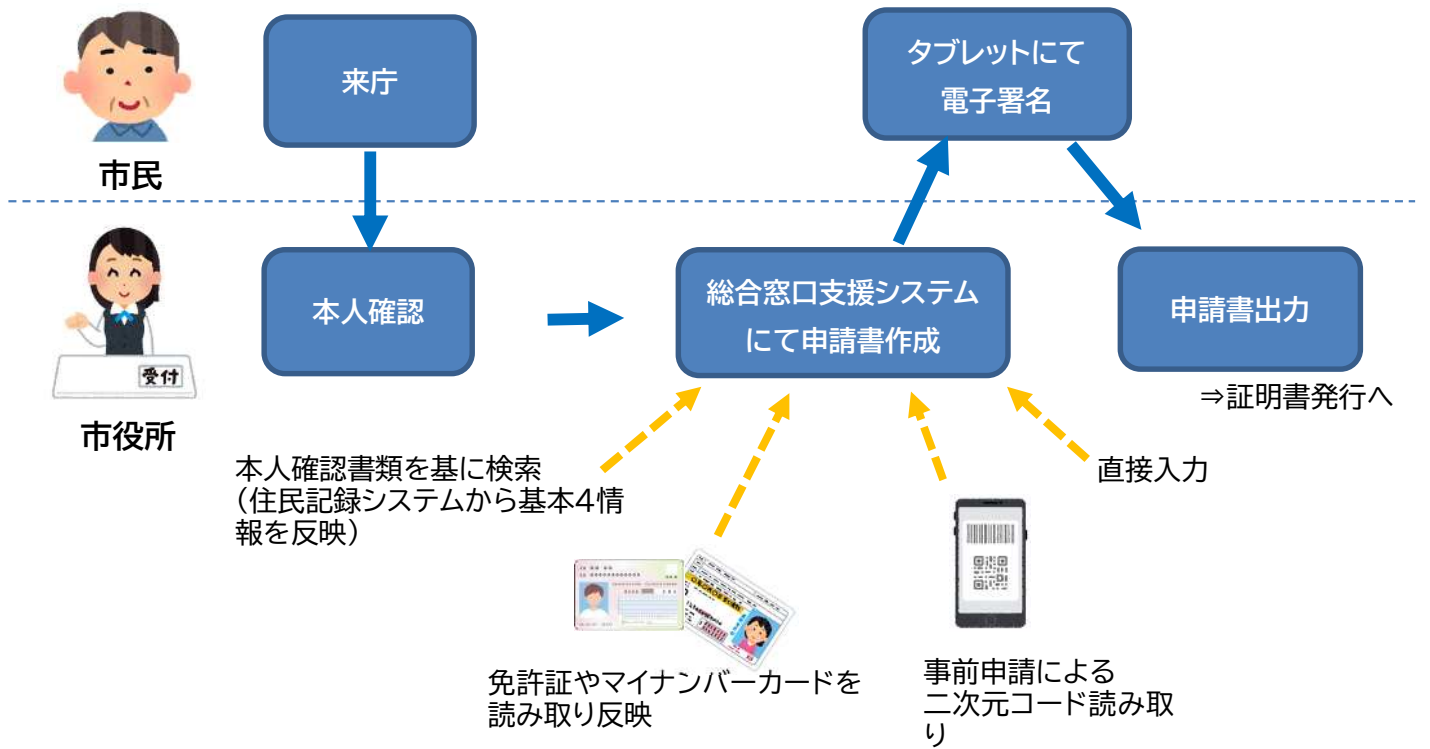 来庁
タブレットにて
電子署名
市民
本人確認
総合窓口支援システム
にて申請書作成
申請書出力
受付
⇒証明書発行へ
市役所
本人確認書類を基に検索
（住民記録システムから基本4情
報を反映）
直接入力
免許証やマイナンバーカードを
読み取り反映
事前申請による
二次元コード読み取
り